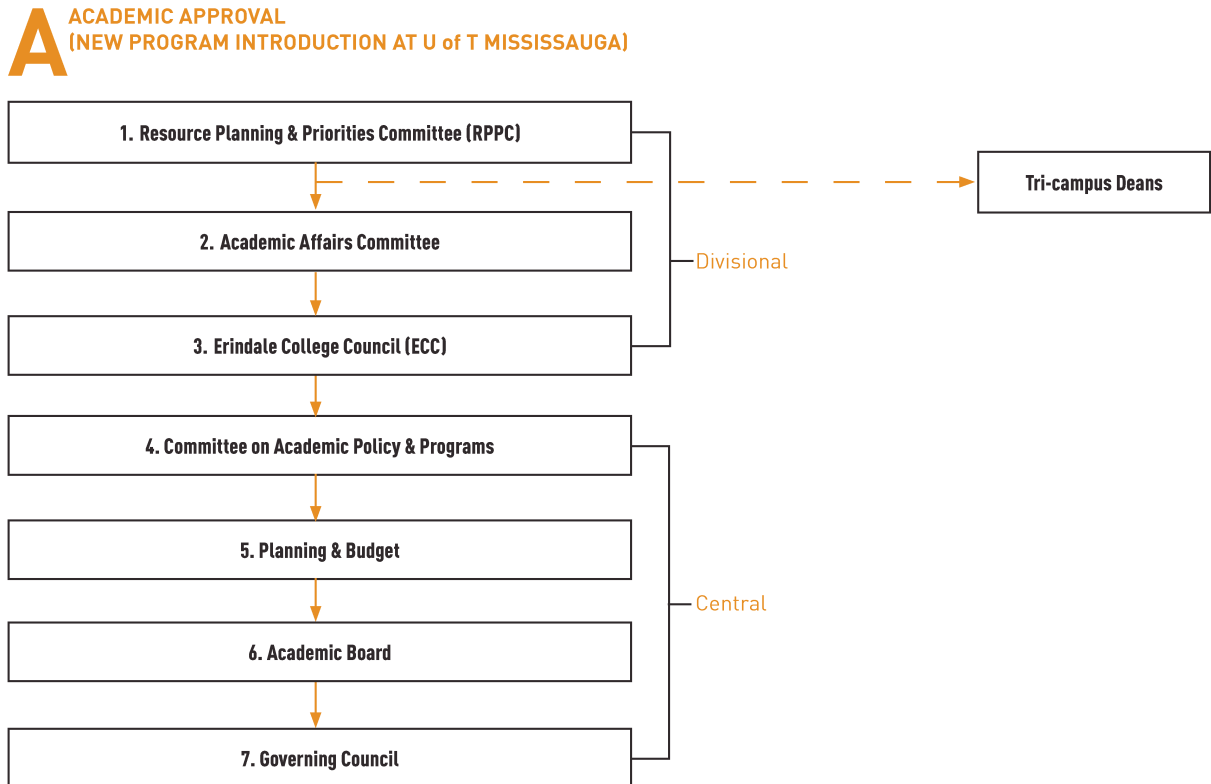 A
ACADEMIC APPROVAL
(NEW PROGRAM INTRODUCTION AT U of T MISSISSAUGA)
1. Resource Planning & Priorities Committee (RPPC)
Tri-campus Deans
2. Academic Affairs Committee
Divisional
3. Erindale College Council (ECC)
4. Committee on Academic Policy & Programs
5. Planning & Budget
Central
6. Academic Board
7. Governing Council